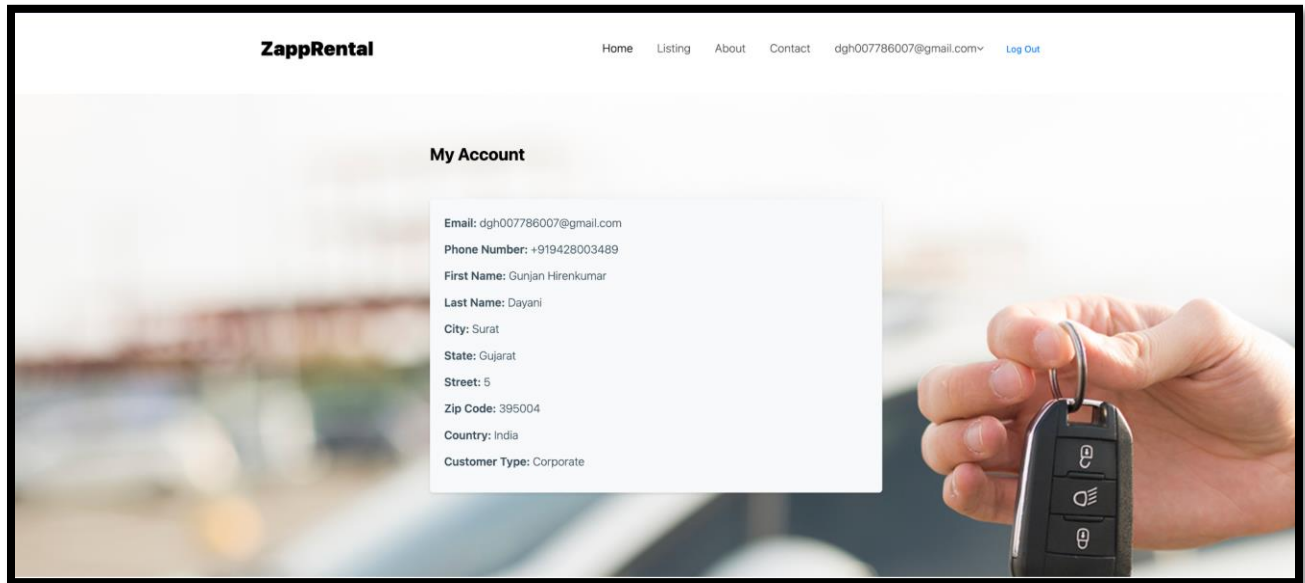 ZappRental
Home Listing About Contact dgh007786007@gmail.com Log Out
My Account
Email: dgh007786007@gmail.com
Phone Number: +919428003489
First Name: Gunjan Hirenkumar
Last Name: Dayani
City: Surat
State: Gujarat
Street: 5
Zip Code: 395004
Country: India
Customer Type: Corporate